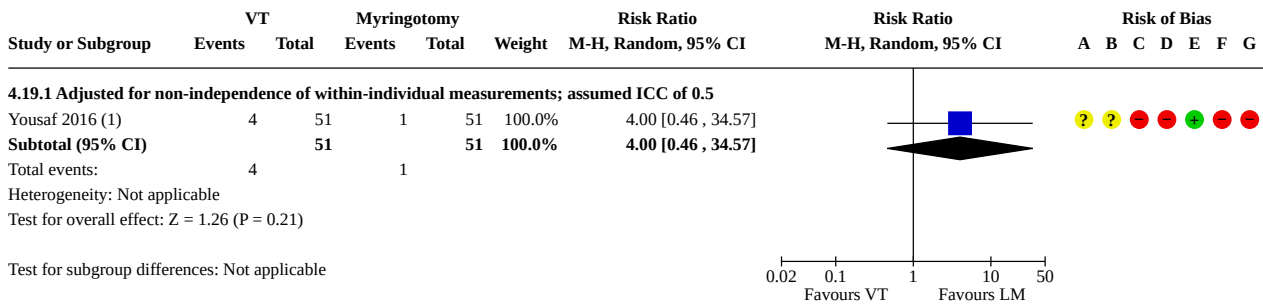 VT Myringotomy Risk Ratio Risk Ratio Risk of Bias
Study or Subgroup Events Total Events Total Weight M-H, Random, 95% CI M-H, Random, 95% CI A B C D E F G
4.19.1 Adjusted for non-independence of within-individual measurements; assumed ICC of 0.5
Yousaf 2016 (1) 4 51 1 51 100.0% 4.00 [0.46 , 34.57] ? ? − − + − −
Subtotal (95% CI) 51 51 100.0% 4.00 [0.46 , 34.57]
Total events: 4 1
Heterogeneity: Not applicable
Test for overall effect: Z = 1.26 (P = 0.21)
Test for subgroup differences: Not applicable
0.02 0.1 1 10 50
Favours VT Favours LM